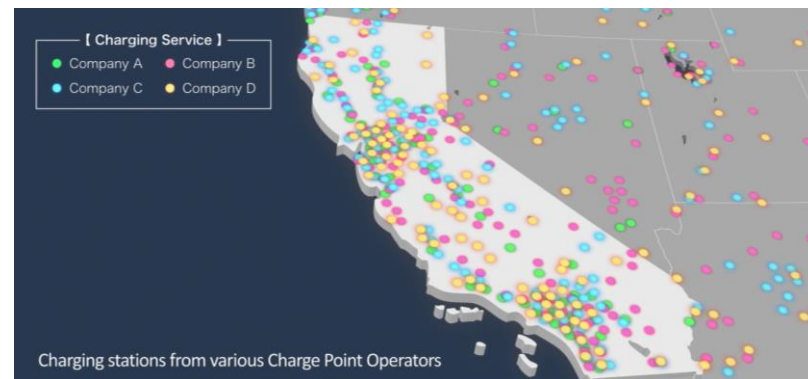 【 Charging Service 】
Company A Company B
Company C Company D
Charging stations from various Charge Point Operators